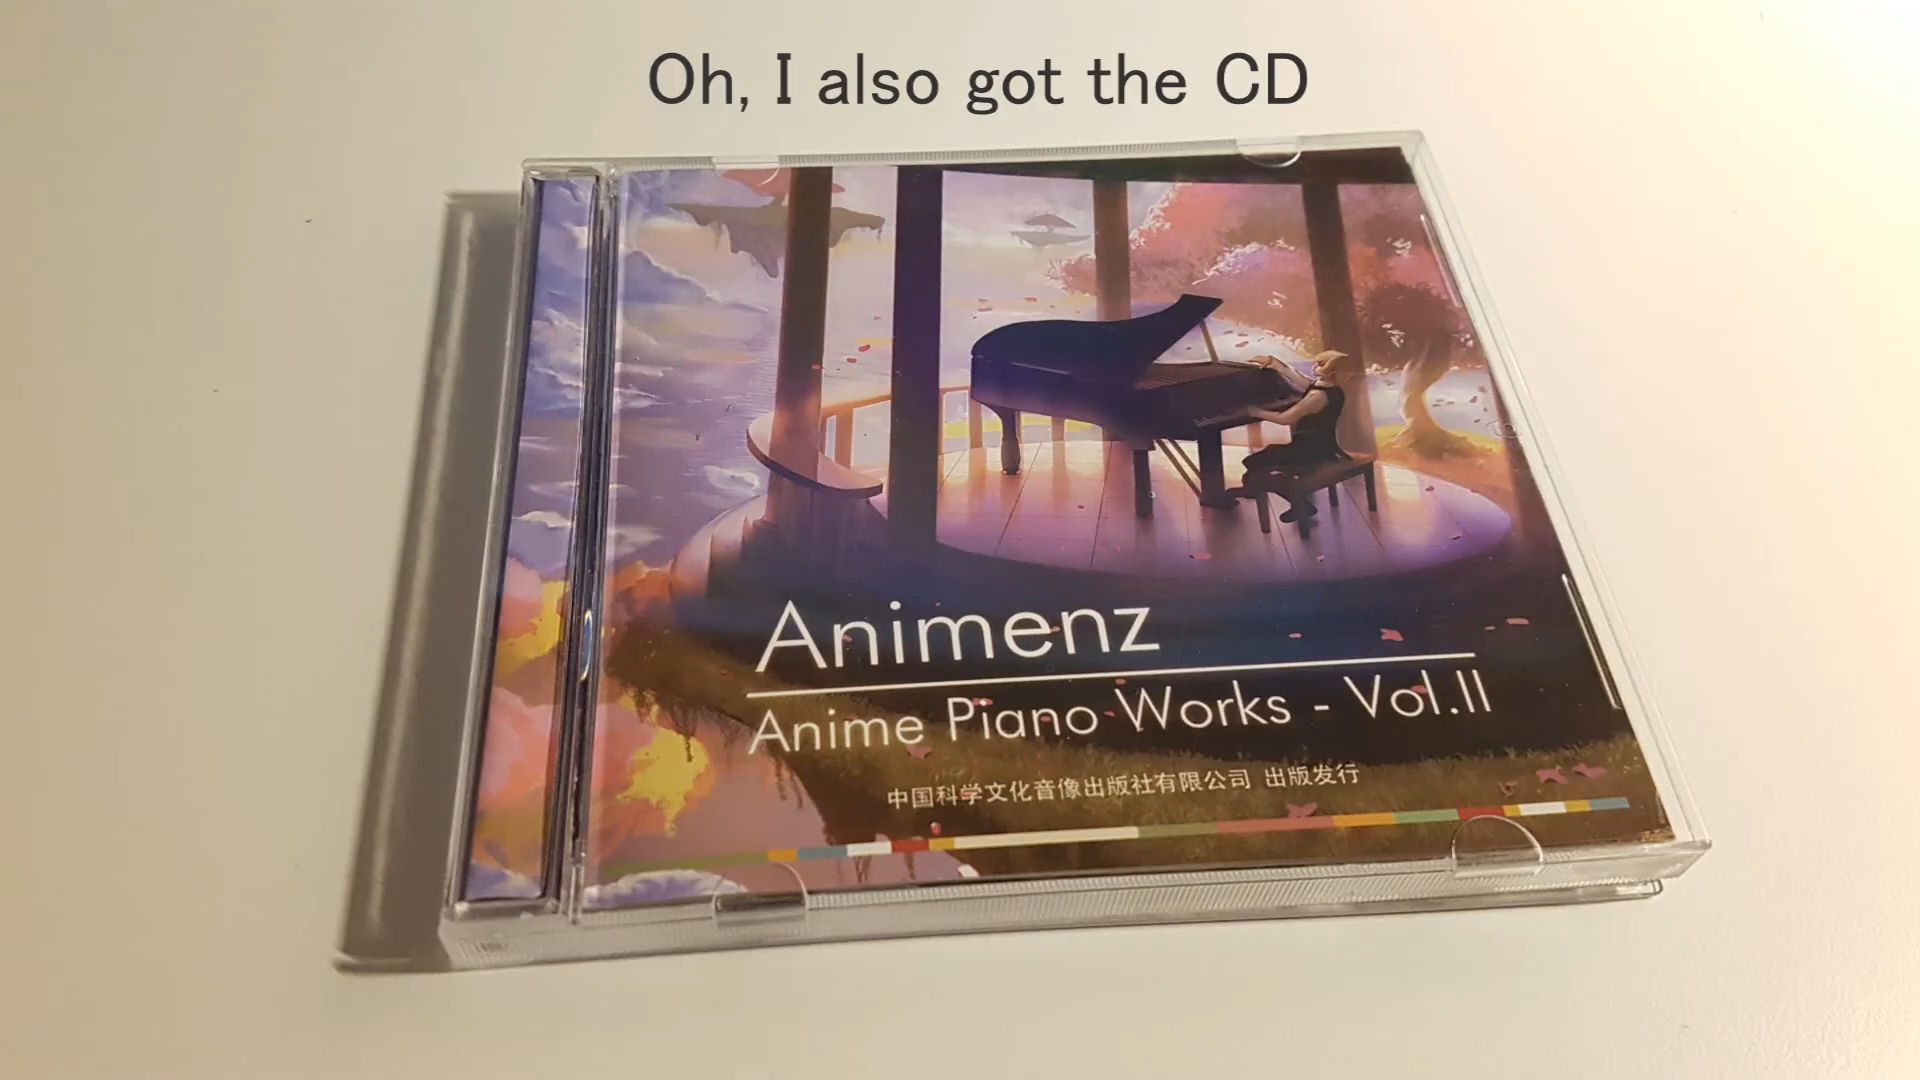 Oh, I also got the CD
Animenz
Anime Piano Works - Vol.II
中国科学文化音像出版社有限公司 出版发行